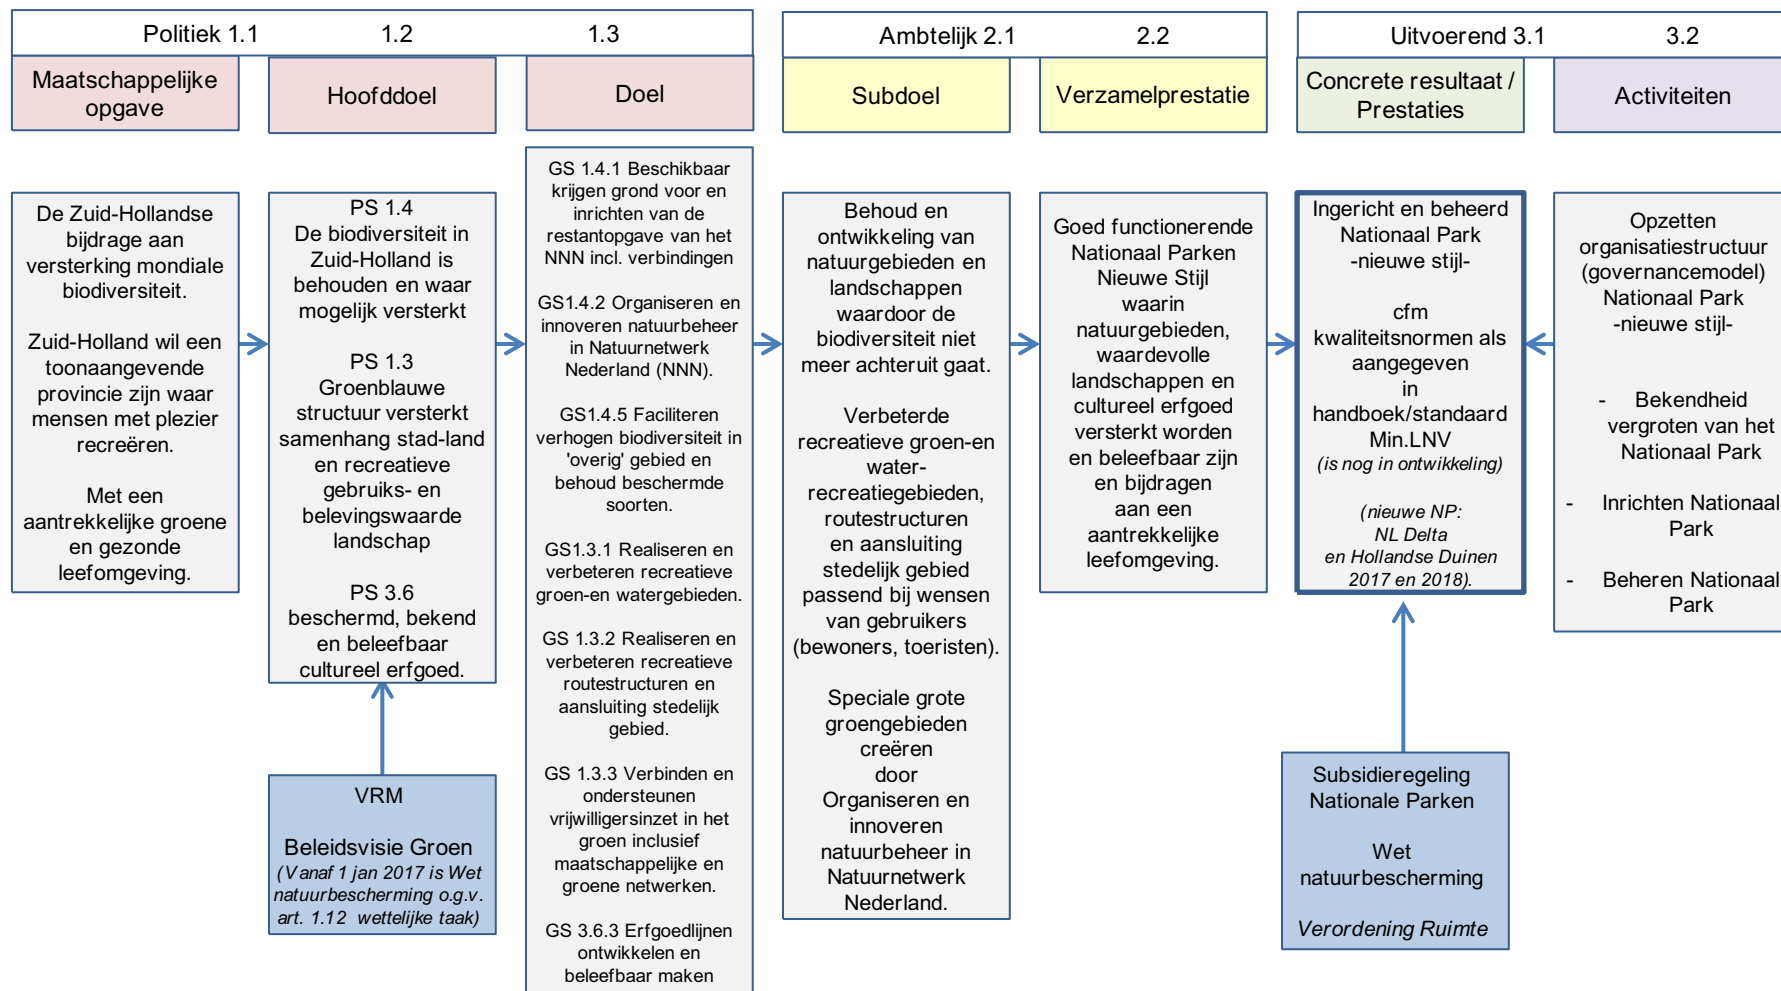 Politiek 1.1 1.2 1.3
Ambtelijk 2.1 2.2
Uitvoerend 3.1 3.2
Maatschappelijke
opgave
Hoofddoel
Doel
Subdoel
Verzamelprestatie
Concrete resultaat /
Prestaties
Activiteiten
De Zuid-Hollandse
bijdrage aan
versterking mondiale
biodiversiteit.
Zuid-Holland wil een
toonaangevende
provincie zijn waar
mensen met plezier
recreëren.
Met een
aantrekkelijke groene
en gezonde
leefomgeving.
PS 1.4
De biodiversiteit in
Zuid-Holland is
behouden en waar
mogelijk versterkt
PS 1.3
Groenblauwe
structuur versterkt
samenhang stad-land
en recreatieve
gebruiks- en
belevingswaarde
landschap
PS 3.6
beschermd, bekend
en beleefbaar
cultureel erfgoed.
VRM
Beleidsvisie Groen
(Vanaf 1 jan 2017 is Wet
natuurbescherming o.g.v.
art. 1.12 wettelijke taak)
GS 1.4.1 Beschikbaar
krijgen grond voor en
inrichten van de
restantopgave van het
NNN incl. verbindingen
GS1.4.2 Organiseren en
innoveren natuurbeheer
in Natuurnetwerk
Nederland (NNN).
GS1.4.5 Faciliteren
verhogen biodiversiteit in
'overig' gebied en
behoud beschermde
soorten.
GS1.3.1 Realiseren en
verbeteren recreatieve
groen-en watergebieden.
GS 1.3.2 Realiseren en
verbeteren recreatieve
routestructuren en
aansluiting stedelijk
gebied.
GS 1.3.3 Verbinden en
ondersteunen
vrijwilligersinzet in het
groen inclusief
maatschappelijke en
groene netwerken.
GS 3.6.3 Erfgoedlijnen
ontwikkelen en
beleefbaar maken
Behoud en
ontwikkeling van
natuurgebieden en
landschappen
waardoor de
biodiversiteit niet
meer achteruit gaat.
Verbeterde
recreatieve groen-en
water-
recreatiegebieden,
routestructuren
en aansluiting
stedelijk gebied
passend bij wensen
van gebruikers
(bewoners, toeristen).
Speciale grote
groengebieden
creëren
door
Organiseren en
innoveren
natuurbeheer in
Natuurnetwerk
Nederland.
Goed functionerende
Nationaal Parken
Nieuwe Stijl
waarin
natuurgebieden,
waardevolle
landschappen en
cultureel erfgoed
versterkt worden
en beleefbaar zijn
en bijdragen
aan een
aantrekkelijke
leefomgeving.
Ingericht en beheerd
Nationaal Park
-nieuwe stijl-
cfm
kwaliteitsnormen als
aangegeven
in
handboek/standaard
Min.LNV
(is nog in ontwikkeling)
(nieuwe NP:
NL Delta
en Hollandse Duinen
2017 en 2018).
Subsidieregeling
Nationale Parken
Wet
natuurbescherming
Verordening Ruimte
Opzetten
organisatiestructuur
(governancemodel)
Nationaal Park
-nieuwe stijl-
- Bekendheid
vergroten van het
Nationaal Park
- Inrichten Nationaal
Park
- Beheren Nationaal
Park